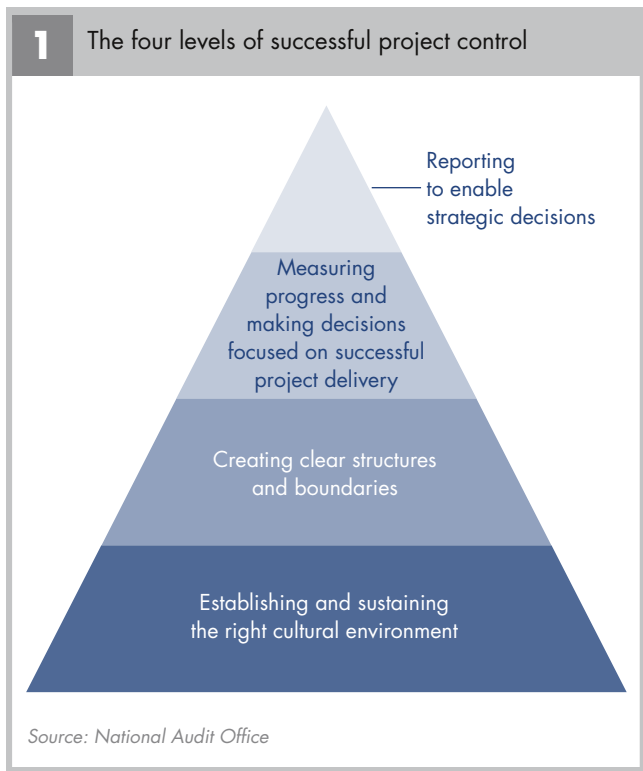 1
The four levels of successful project control
Reporting
to enable
strategic decisions
Measuring
progress and
making decisions
focused on successful
project delivery
Creating clear structures
and boundaries
Establishing and sustaining
the right cultural environment
Source: National Audit Office